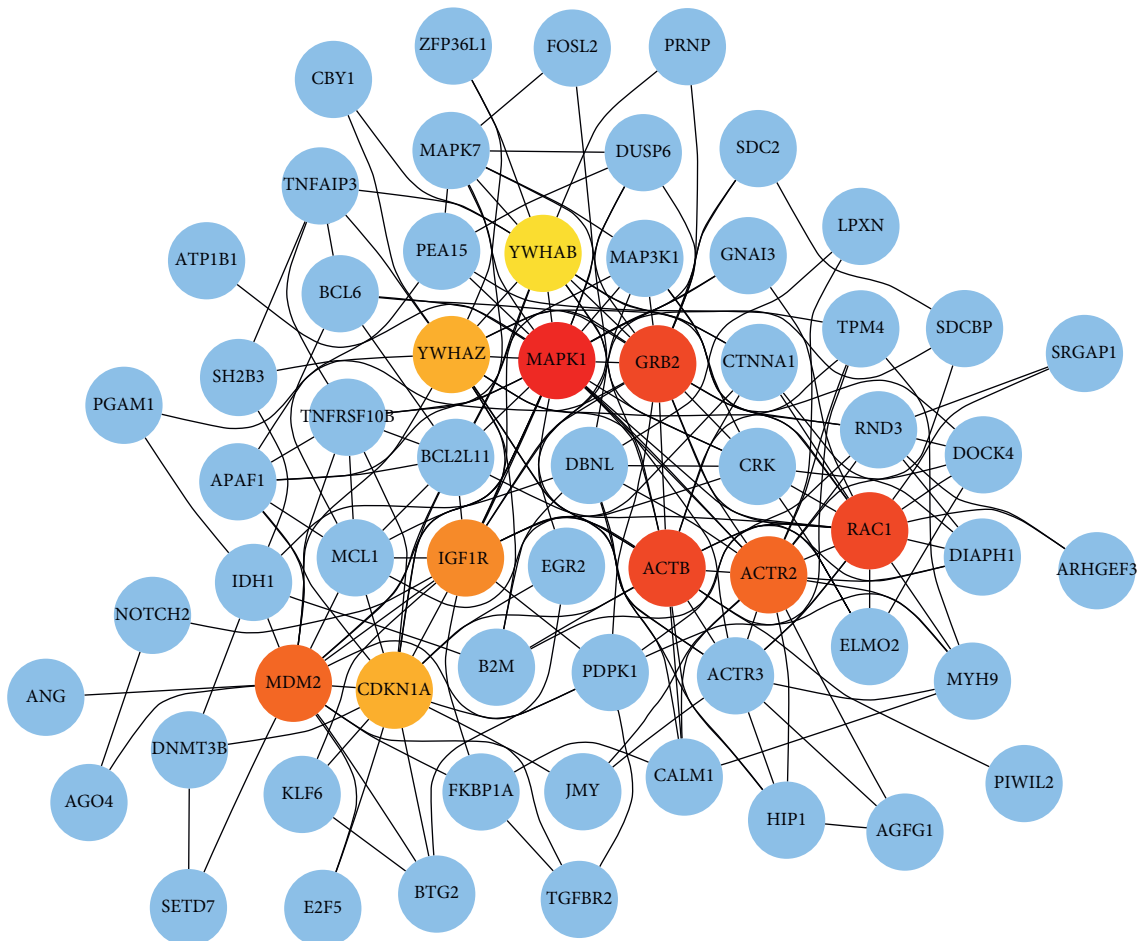 ZFP36L1
FOSL2
PRNP
CBY1
MAPK7
DUSP6
SDC2
TNFAIP3
LPXN
ATP1B1
PEA15
YWHAB
MAP3K1
GNAI3
BCL6
TPM4
SDCBP
SRGAP1
SH2B3
YWHAZ
MAPK1
GRB2
CTNNA1
PGAM1
TNFRSF10B
RND3
DOCK4
APAF1
BCL2L11
DBNL
CRK
RAC1
IDH1
MCL1
IGF1R
EGR2
ACTB
ACTR2
DIAPH1
ARHGEF3
NOTCH2
ELMO2
ANG
MDM2
CDKN1A
B2M
PDPK1
ACTR3
MYH9
DNMT3B
AGO4
KLF6
FKBP1A
JMY
CALM1
HIP1
AGFG1
PIWIL2
SETD7
E2F5
BTG2
TGFBR2